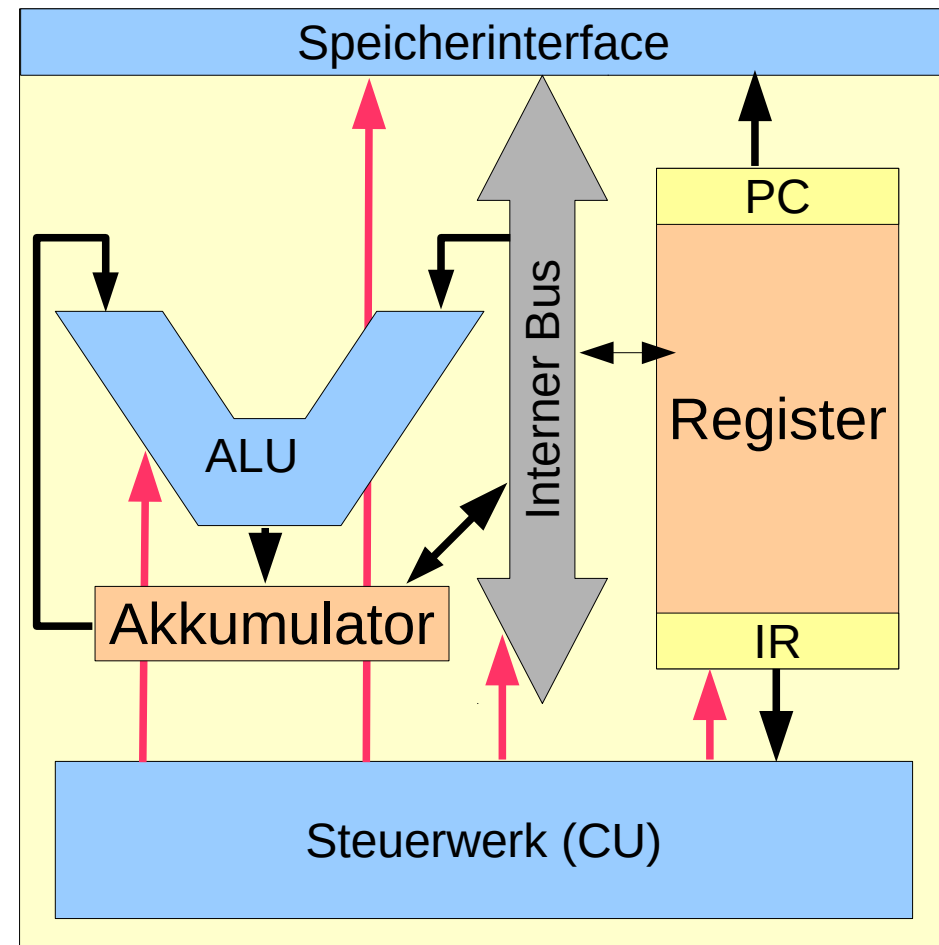 Speicherinterface
PC
Interner Bus
Register
ALU
Akkumulator
IR
Steuerwerk (CU)